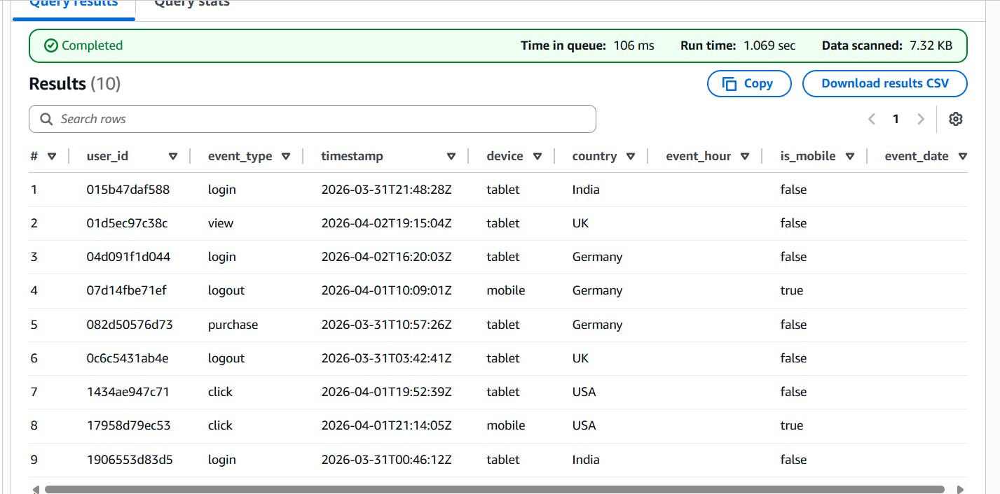 Query results Query stats
Completed Time in queue: 106 ms Run time: 1.069 sec Data scanned: 7.32 KB
Results (10) Copy Download results CSV
Search rows 1
# user_id event_type timestamp device country event_hour is_mobile event_date
1 015b47daf588 login 2026-03-31T21:48:28Z tablet India false
2 01d5ec97c38c view 2026-04-02T19:15:04Z tablet UK false
3 04d091f1d044 login 2026-04-02T16:20:03Z tablet Germany false
4 07d14fbe71ef logout 2026-04-01T10:09:01Z mobile Germany true
5 082d50576d73 purchase 2026-03-31T10:57:26Z tablet Germany false
6 0c6c5431ab4e logout 2026-03-31T03:42:41Z tablet UK false
7 1434ae947c71 click 2026-04-01T19:52:39Z tablet USA false
8 17958d79ec53 click 2026-04-01T21:14:05Z mobile USA true
9 1906553d83d5 login 2026-03-31T00:46:12Z tablet India false